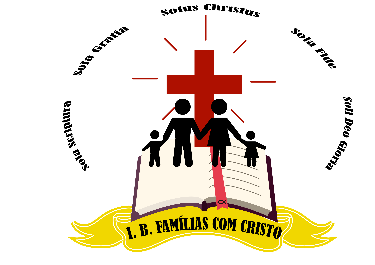 Sola Scriptura
Sola Gratia
Solus Christus
Sola Fide
Soli Deo Gloria
I. B. FAMÍLIAS COM CRISTO